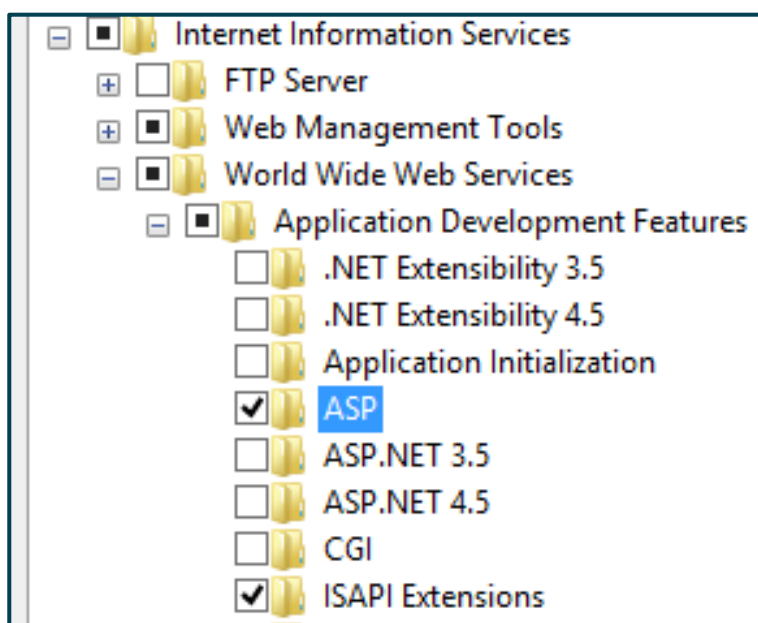 Internet Information Services
FTP Server
Web Management Tools
World Wide Web Services
Application Development Features
.NET Extensibility 3.5
.NET Extensibility 4.5
Application Initialization
ASP
ASP.NET 3.5
ASP.NET 4.5
CGI
ISAPI Extensions